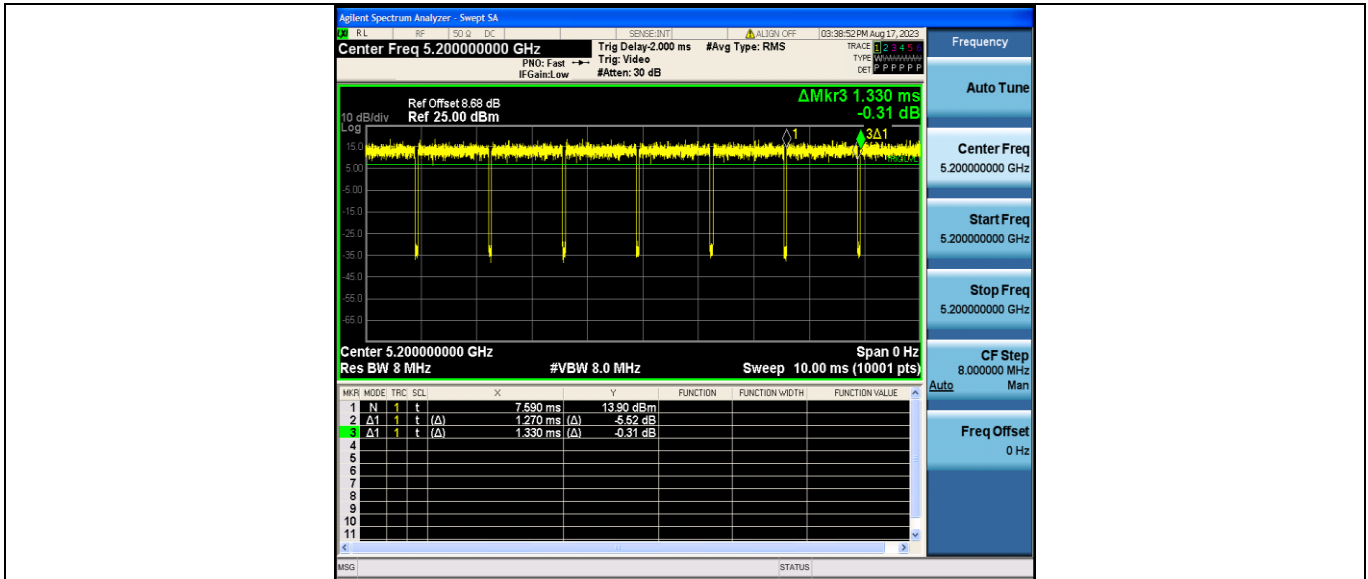 Agilent Spectrum Analyzer - Swept SA
LXI RL RF 50 Ω DC SENSE:INT ALIGN OFF 03:38:52 PM Aug 17, 2023
Center Freq 5.200000000 GHz
Trig Delay-2.000 ms #Avg Type: RMS
PNO: Fast Trig: Video
IFGain:Low #Atten: 30 dB
TRACE 1 2 3 4 5 6
TYPE WWWWWW
DET P P P P P P
ΔMkr3 1.330 ms
-0.31 dB
Ref Offset 8.68 dB
10 dB/div Ref 25.00 dBm
Log
15.0
5.00
-5.00
-15.0
-25.0
-35.0
-45.0
-55.0
-65.0
1
3Δ1
Center 5.200000000 GHz Span 0 Hz
Res BW 8 MHz #VBW 8.0 MHz Sweep 10.00 ms (10001 pts)
MKR MODE TRC SCL X Y FUNCTION FUNCTION WIDTH FUNCTION VALUE
1 N 1 t 7.590 ms 13.90 dBm
2 Δ1 1 t (Δ) 1.270 ms (Δ) -5.52 dB
3 Δ1 1 t (Δ) 1.330 ms (Δ) -0.31 dB
4
5
6
7
8
9
10
11
MSG STATUS
Frequency
Auto Tune
Center Freq
5.200000000 GHz
Start Freq
5.200000000 GHz
Stop Freq
5.200000000 GHz
CF Step
8.000000 MHz
Auto Man
Freq Offset
0 Hz